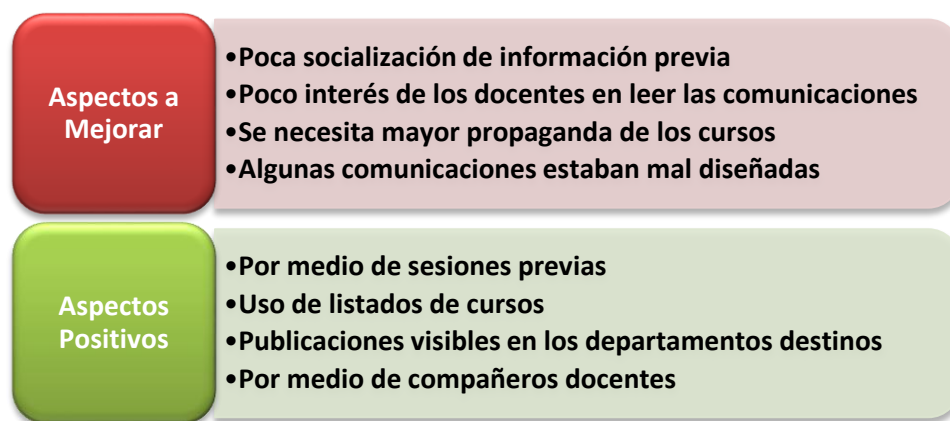 Aspectos a
Mejorar
•Poca socialización de información previa
•Poco interés de los docentes en leer las comunicaciones
•Se necesita mayor propaganda de los cursos
•Algunas comunicaciones estaban mal diseñadas
Aspectos
Positivos
•Por medio de sesiones previas
•Uso de listados de cursos
•Publicaciones visibles en los departamentos destinos
•Por medio de compañeros docentes